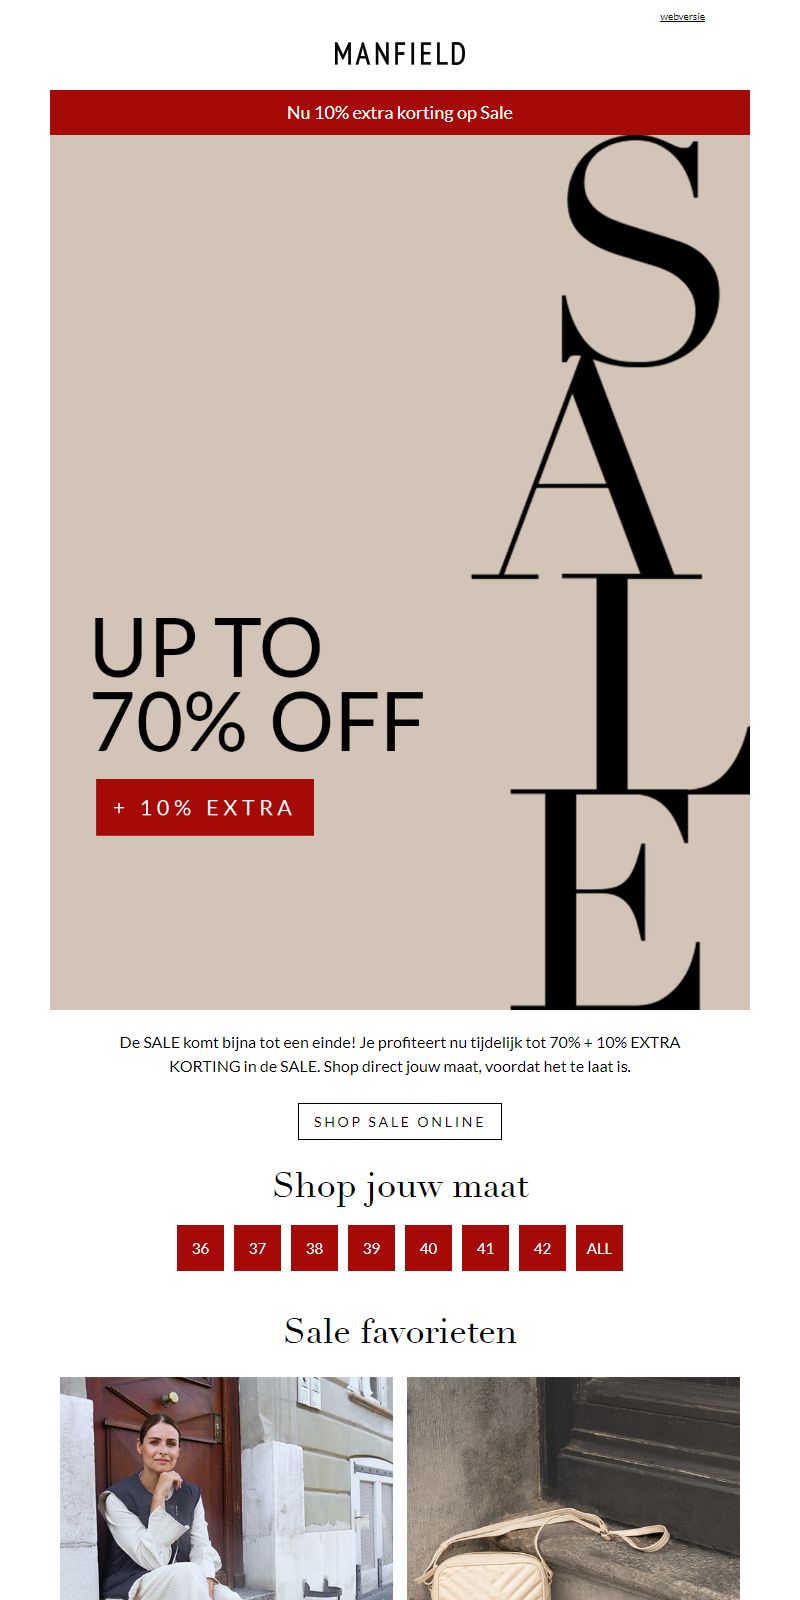 webversie
MANFIELD
Nu 10% extra korting op Sale
SALE
UP TO
70% OFF
+ 10% EXTRA
De SALE komt bijna tot een einde! Je profiteert nu tijdelijk tot 70% + 10% EXTRA
KORTING in de SALE. Shop direct jouw maat, voordat het te laat is.
SHOP SALE ONLINE
Shop jouw maat
36 37 38 39 40 41 42 ALL
Sale favorieten